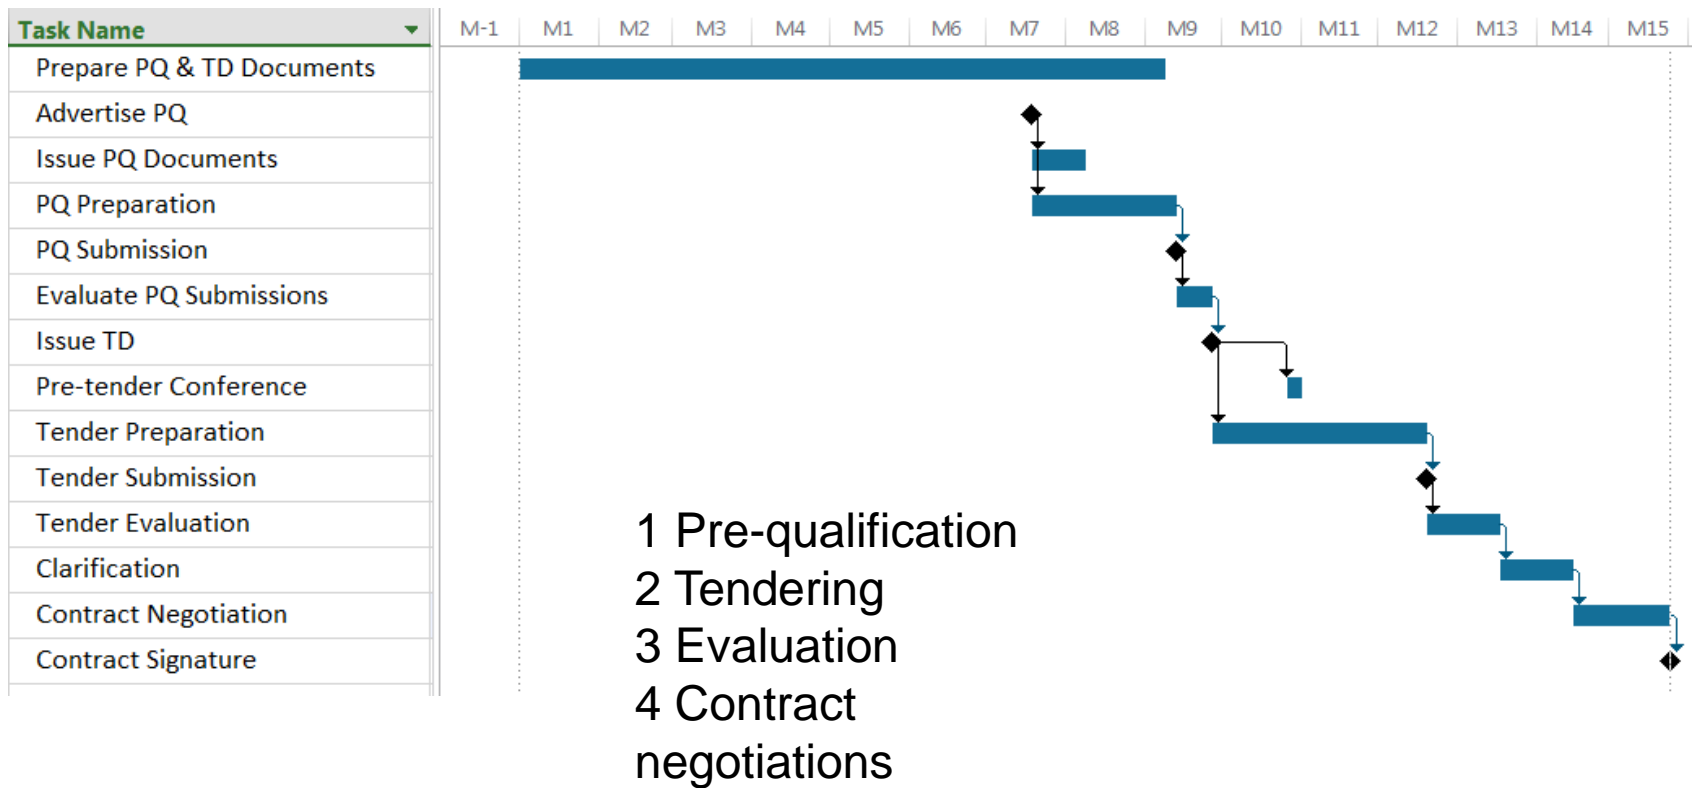 Task Name M-1 M1 M2 M3 M4 M5 M6 M7 M8 M9 M10 M11 M12 M13 M14 M15
Prepare PQ & TD Documents
Advertise PQ
Issue PQ Documents
PQ Preparation
PQ Submission
Evaluate PQ Submissions
Issue TD
Pre-tender Conference
Tender Preparation
Tender Submission
Tender Evaluation
Clarification
Contract Negotiation
Contract Signature
1 Pre-qualification
2 Tendering
3 Evaluation
4 Contract
negotiations